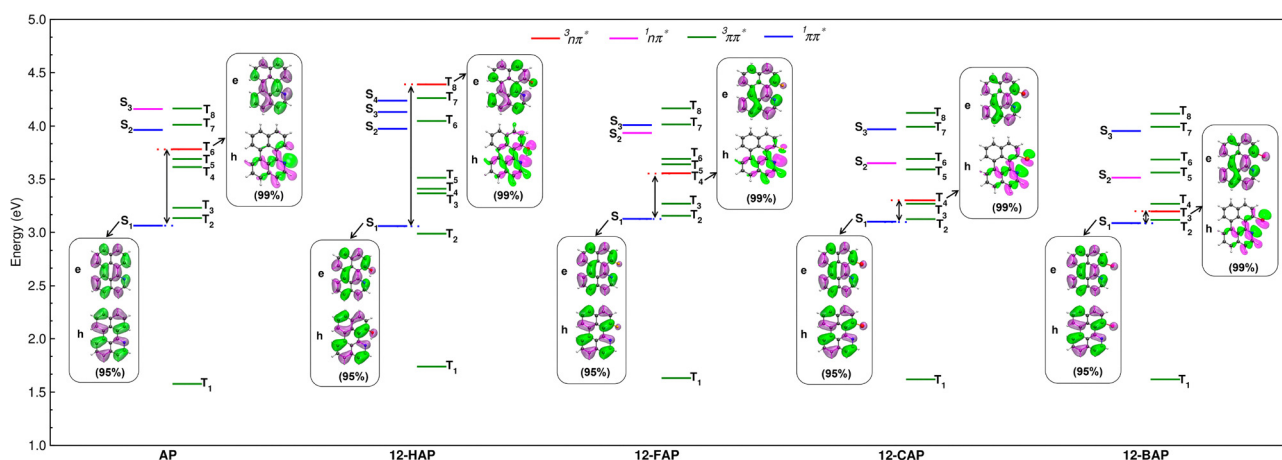 ³nπ* ¹nπ* ³ππ* ¹ππ*
Energy (eV)
5.0
4.5
4.0
3.5
3.0
2.5
2.0
1.5
1.0
S3
S2
S1
T8
T7
T6
T5
T4
T3
T2
T1
e
h
(99%)
e
h
(95%)
AP
S4
S3
S2
S1
T8
T7
T6
T5
T4
T3
T2
T1
e
h
(99%)
e
h
(95%)
12-HAP
S3
S2
S1
T8
T7
T6
T5
T4
T3
T2
T1
e
h
(99%)
e
h
(95%)
12-FAP
S3
S2
S1
T8
T7
T6
T5
T4
T3
T2
T1
e
h
(99%)
e
h
(95%)
12-CAP
S3
S2
S1
T8
T7
T6
T5
T4
T3
T2
T1
e
h
(99%)
e
h
(95%)
12-BAP